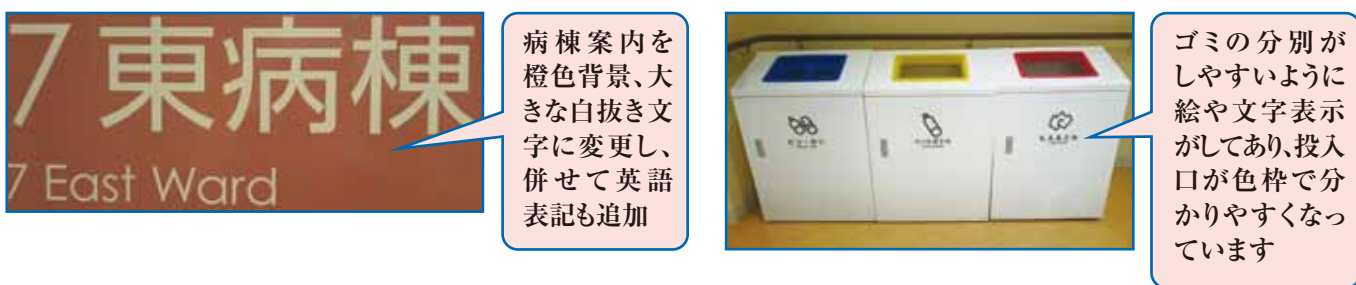 7東病棟
7 East Ward
病棟案内を
橙色背景、大
きな白抜き文
字に変更し、
併せて英語
表記も追加
ゴミの分別が
しやすいように
絵や文字表示
がしてあり、投入
口が色枠で分
かりやすくなっ
ています